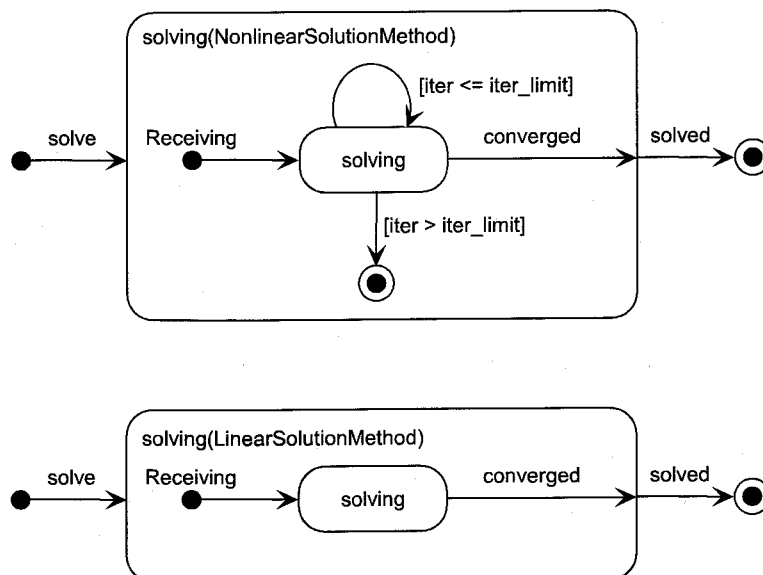 solving(NonlinearSolutionMethod)
[iter <= iter_limit]
solve
Receiving
solving
converged
solved
[iter > iter_limit]
solving(LinearSolutionMethod)
solve
Receiving
solving
converged
solved